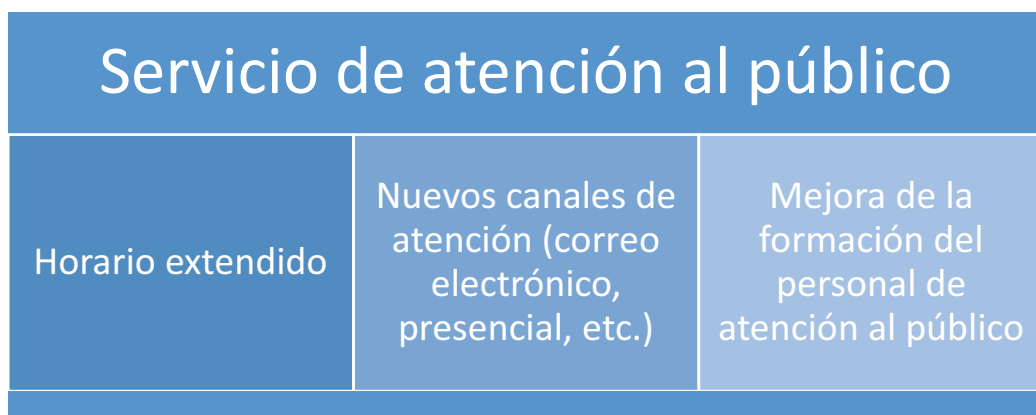 Servicio de atención al público
Horario extendido
Nuevos canales de
atención (correo
electrónico,
presencial, etc.)
Mejora de la
formación del
personal de
atención al público